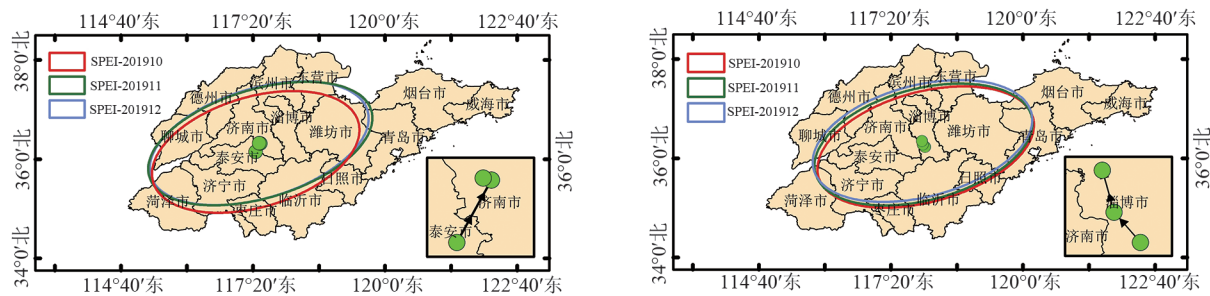 114°40′东 117°20′东 120°0′东 122°40′东
38°0′北
SPEI-201910
SPEI-201911
SPEI-201912
滨州市
东营市
德州市
烟台市
威海市
聊城市
济南市
淄博市
潍坊市
青岛市
泰安市
36°0′北
36°0′北
济宁市
日照市
菏泽市
枣庄市
临沂市
济南市
泰安市
34°0′北
114°40′东 117°20′东 120°0′东 122°40′东
114°40′东 117°20′东 120°0′东 122°40′东
38°0′北
SPEI-201910
SPEI-201911
SPEI-201912
滨州市
东营市
德州市
烟台市
威海市
聊城市
济南市
淄博市
潍坊市
青岛市
泰安市
36°0′北
36°0′北
济宁市
日照市
菏泽市
枣庄市
临沂市
淄博市
济南市
34°0′北
114°40′东 117°20′东 120°0′东 122°40′东